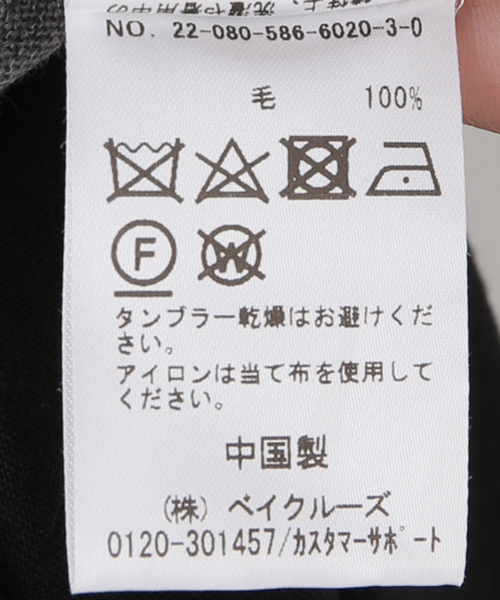 NO. 22-080-586-6020-3-0
毛 100%
F W
タンブラー乾燥はお避けくだ
さい。
アイロンは当て布を使用して
ください。
中国製
(株) ベイクルーズ
0120-301457/カスタマーサポート